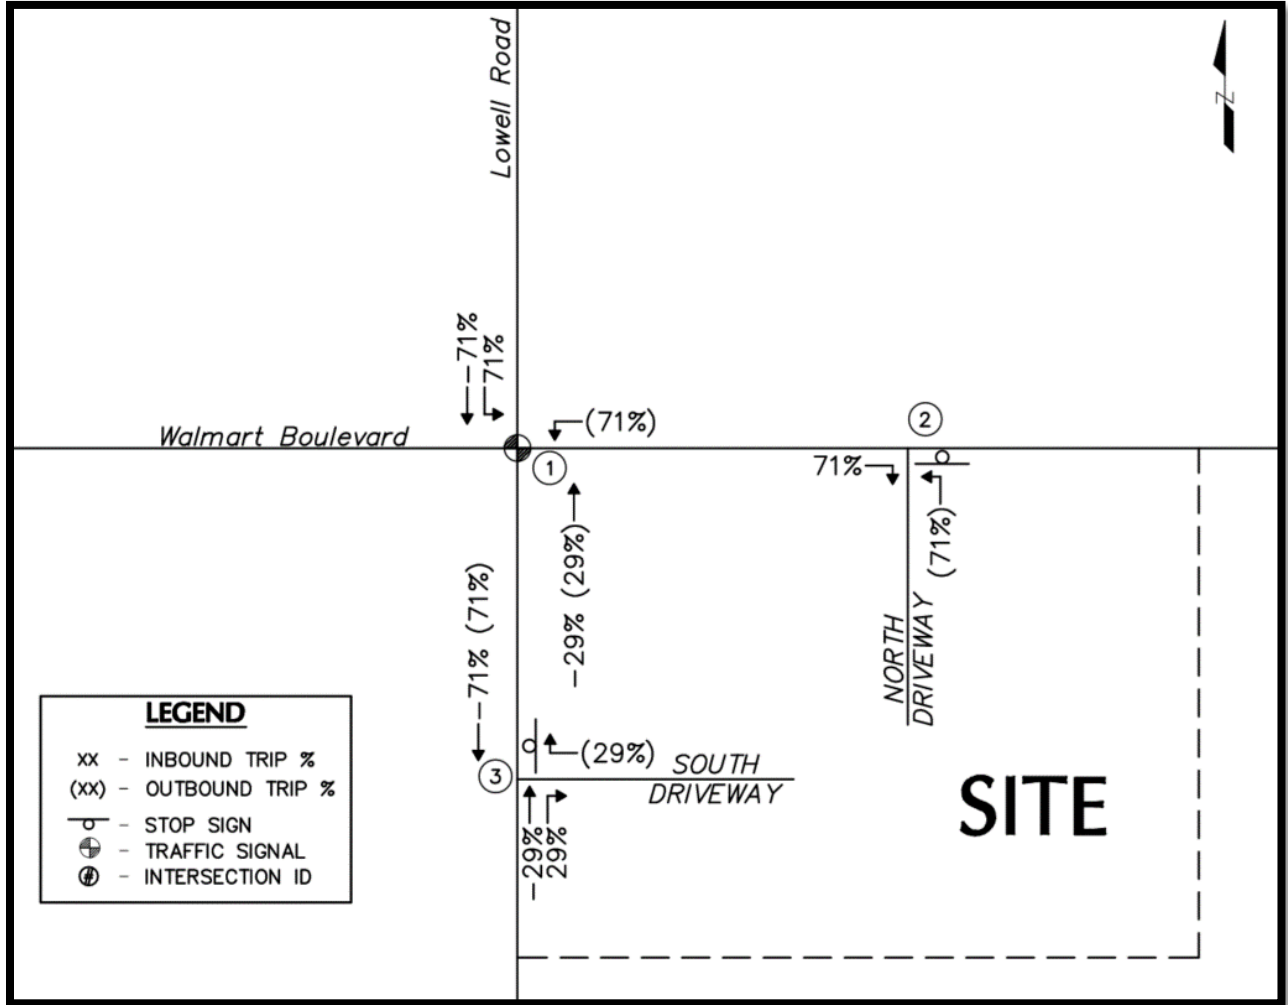 Lowell Road
N
-71%
71%
Walmart Boulevard
(71%)
2
1
71%
(71%)
-29% (29%)
-71% (71%)
NORTH
DRIVEWAY
LEGEND
XX - INBOUND TRIP %
(XX) - OUTBOUND TRIP %
- STOP SIGN
- TRAFFIC SIGNAL
# - INTERSECTION ID
3
(29%)
SOUTH
DRIVEWAY
-29%
29%
SITE